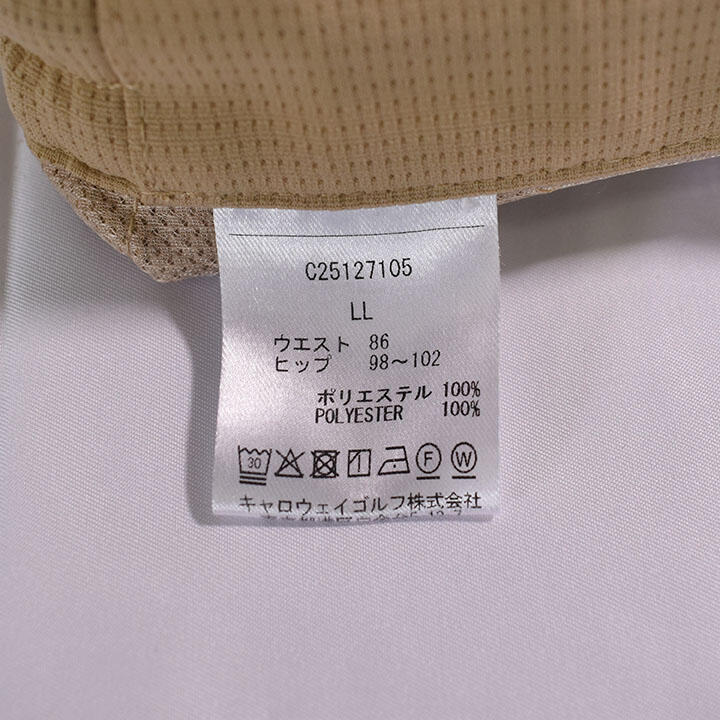 C25127105
LL
ウエスト 86
ヒップ 98～102
ポリエステル 100%
POLYESTER 100%
30 F W
キャロウェイゴルフ株式会社